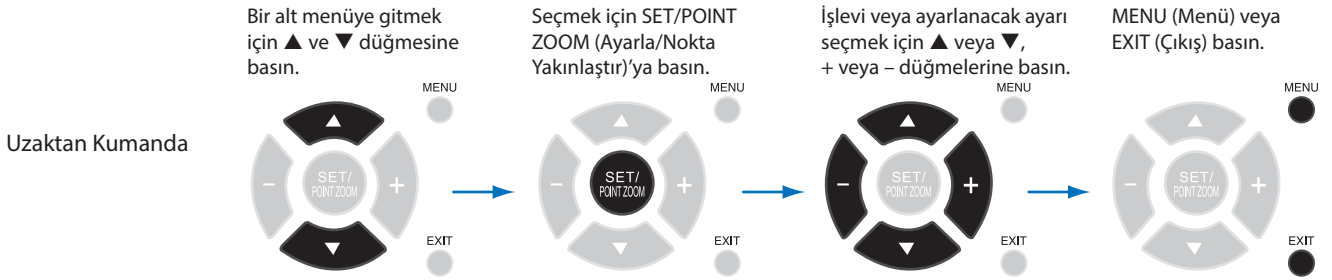 Bir alt menüye gitmek
için ▲ ve ▼ düğmesine
basın.
Seçmek için SET/POINT
ZOOM (Ayarla/Nokta
Yakınlaştır)'ya basın.
İşlevi veya ayarlanacak ayarı
seçmek için ▲ veya ▼,
+ veya – düğmelerine basın.
MENU (Menü) veya
EXIT (Çıkış) basın.
Uzaktan Kumanda
MENU
– SET/ +
POINT ZOOM
EXIT
MENU
– SET/ +
POINT ZOOM
EXIT
MENU
– SET/ +
POINT ZOOM
EXIT
MENU
– SET/ +
POINT ZOOM
EXIT